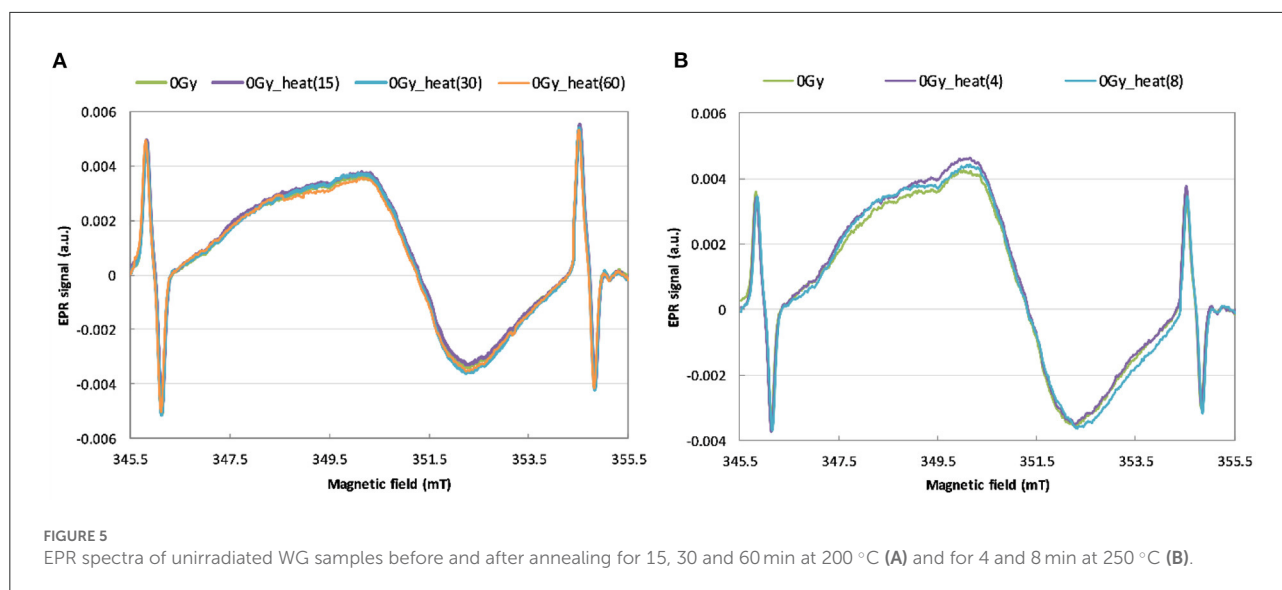 A
0Gy 0Gy_heat(15) 0Gy_heat(30) 0Gy_heat(60)
0.006
0.004
0.002
0
-0.002
-0.004
-0.006
EPR signal (a.u.)
345.5 347.5 349.5 351.5 353.5 355.5
Magnetic field (mT)
B
0Gy 0Gy_heat(4) 0Gy_heat(8)
0.006
0.004
0.002
0
-0.002
-0.004
EPR signal (a.u.)
345.5 347.5 349.5 351.5 353.5 355.5
Magnetic field (mT)
FIGURE 5
EPR spectra of unirradiated WG samples before and after annealing for 15, 30 and 60 min at 200 °C (A) and for 4 and 8 min at 250 °C (B).